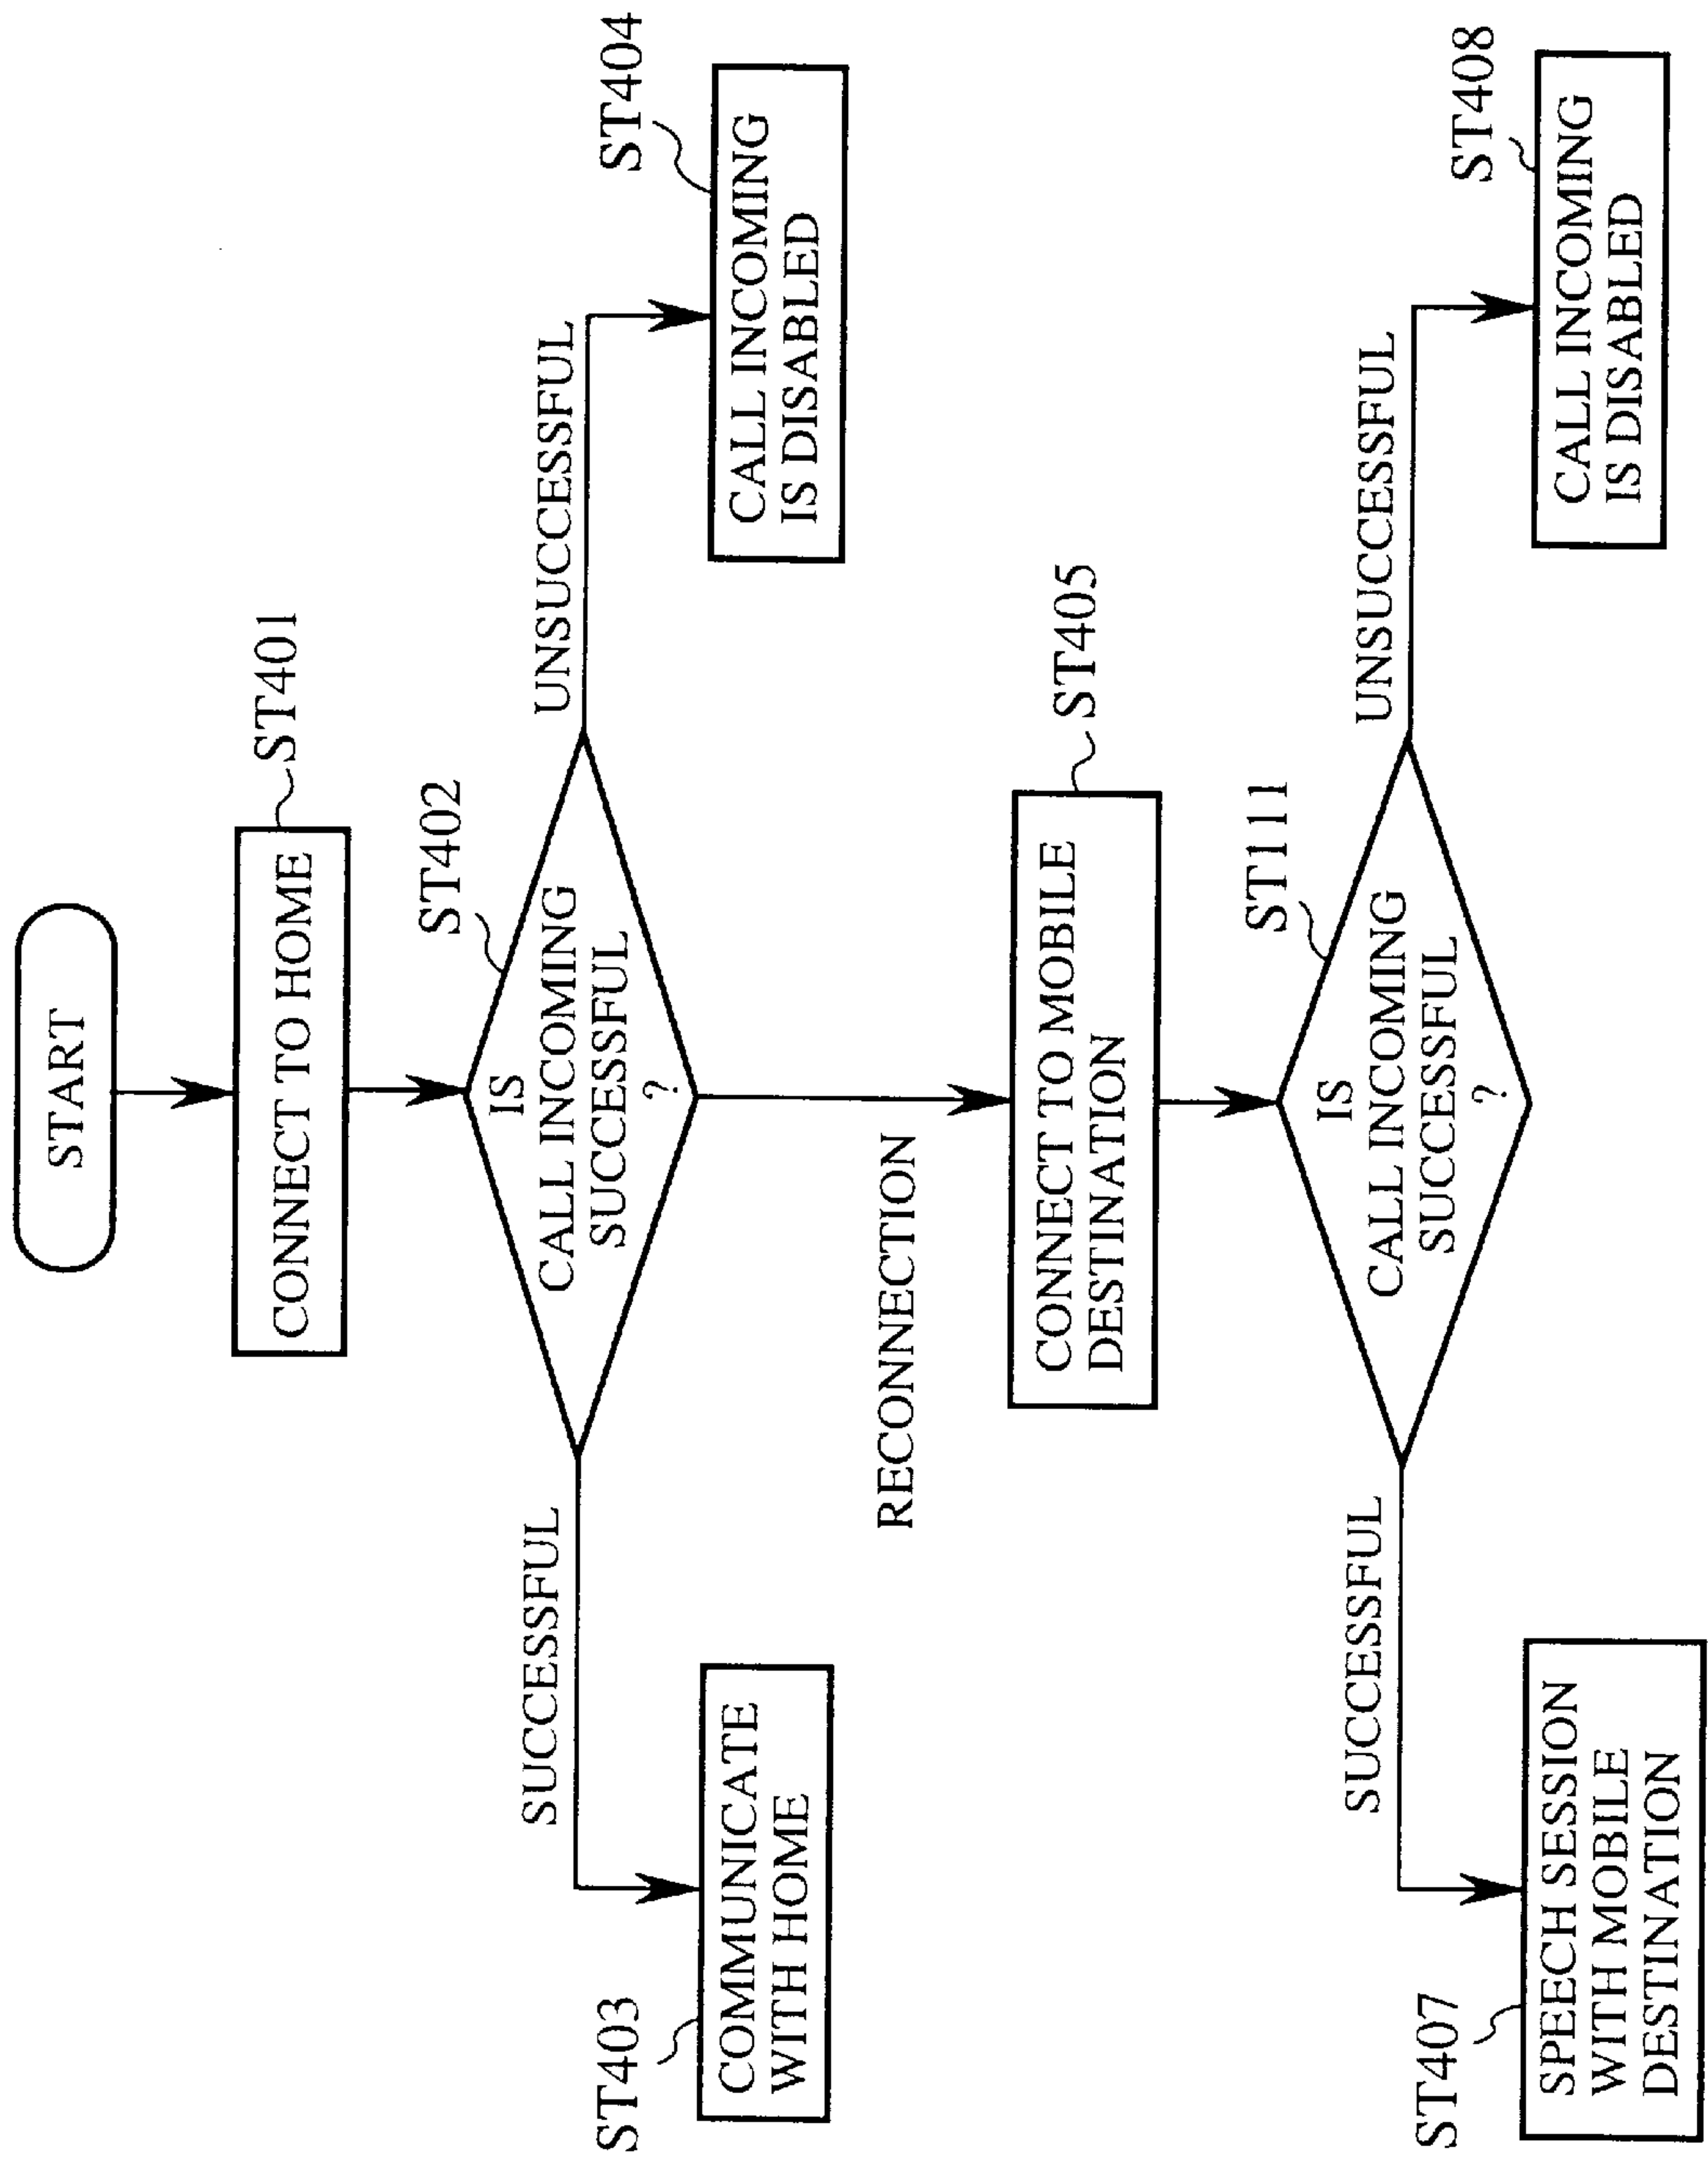 START
ST401
CONNECT TO HOME
ST402
IS
CALL INCOMING
SUCCESSFUL
?
SUCCESSFUL
UNSUCCESSFUL
ST403
COMMUNICATE
WITH HOME
ST404
CALL INCOMING
IS DISABLED
RECONNECTION
ST405
CONNECT TO MOBILE
DESTINATION
ST111
IS
CALL INCOMING
SUCCESSFUL
?
SUCCESSFUL
UNSUCCESSFUL
ST407
SPEECH SESSION
WITH MOBILE
DESTINATION
ST408
CALL INCOMING
IS DISABLED